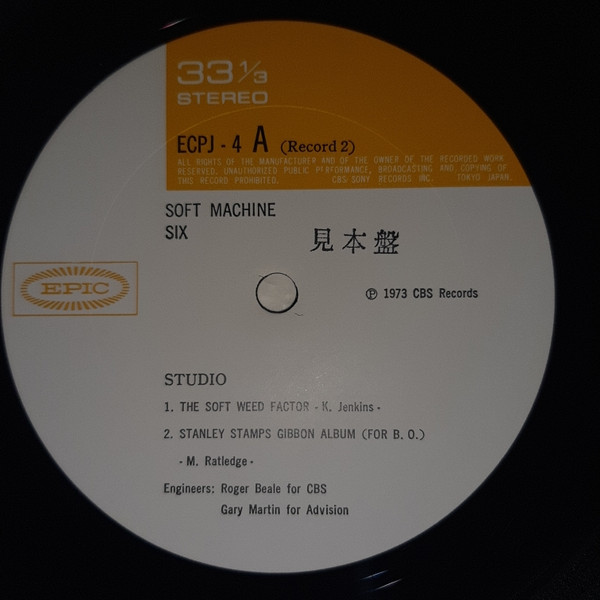 33 1/3
STEREO
ECPJ - 4 A (Record 2)
ALL RIGHTS OF THE MANUFACTURER AND OF THE OWNER OF THE RECORDED WORK
RESERVED. UNAUTHORIZED PUBLIC PERFORMANCE, BROADCASTING AND COPYING OF
THIS RECORD PROHIBITED. CBS/SONY RECORDS INC. TOKYO JAPAN.
SOFT MACHINE
SIX
見本盤
EPIC
Ⓟ 1973 CBS Records
STUDIO
1. THE SOFT WEED FACTOR - K. Jenkins -
2. STANLEY STAMPS GIBBON ALBUM (FOR B. O.)
- M. Ratledge -
Engineers: Roger Beale for CBS
Gary Martin for Advision